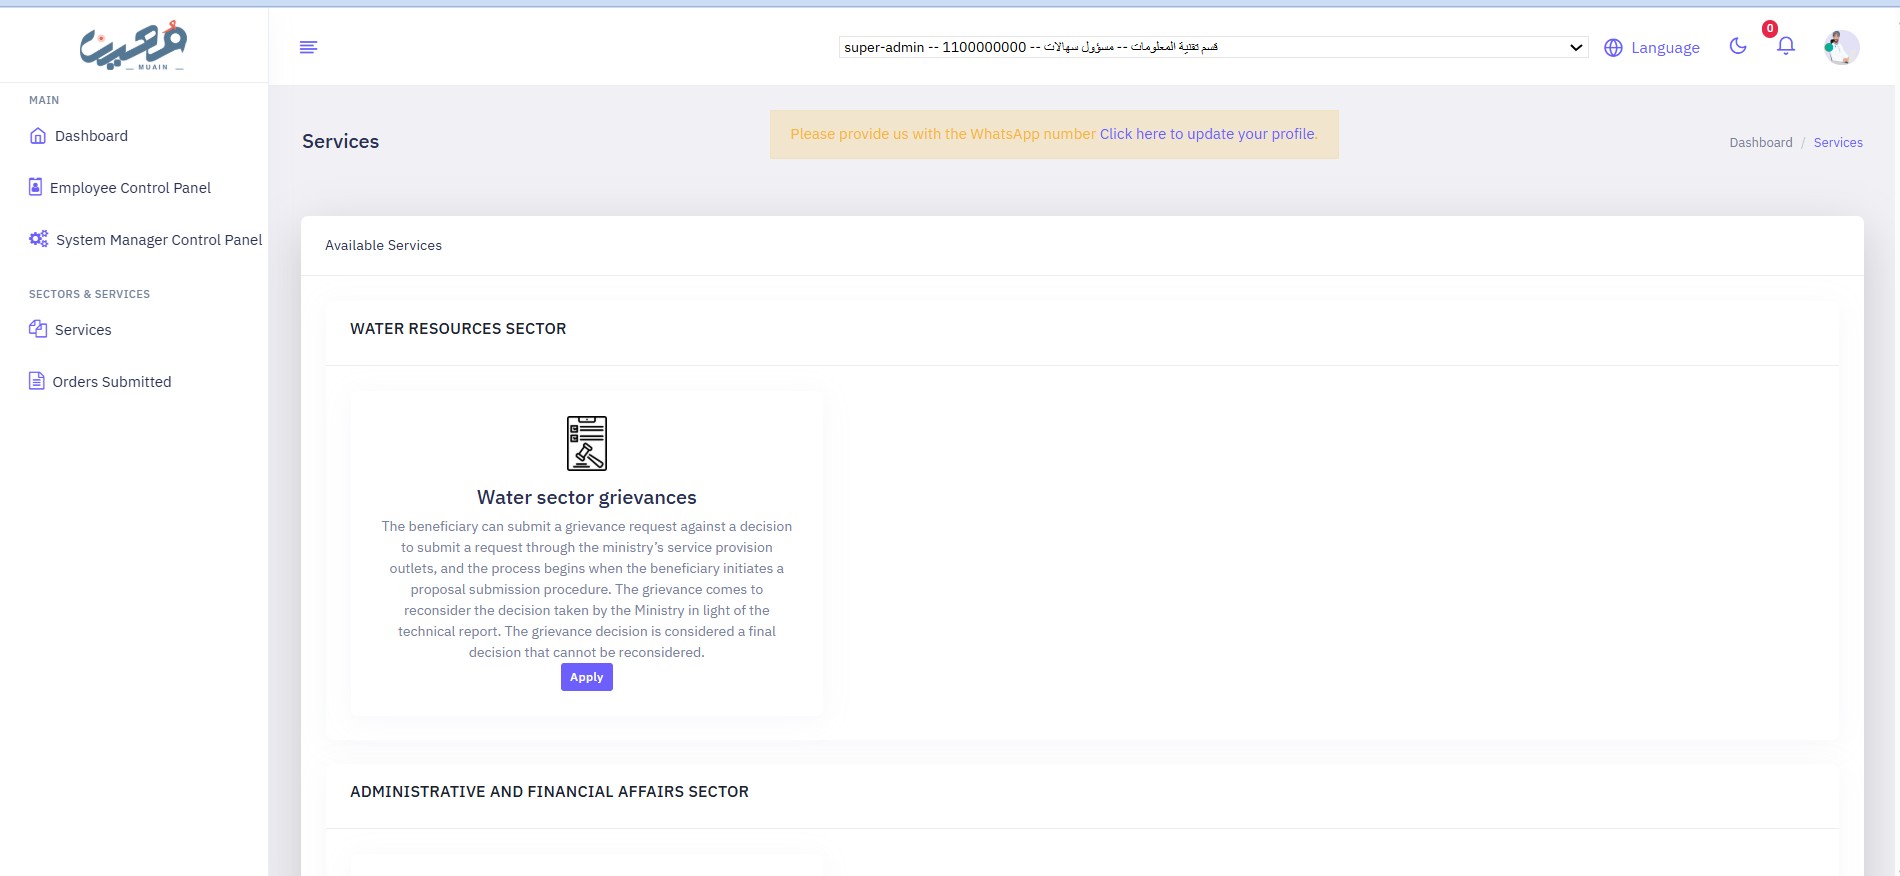 معين
MUAIN
super-admin -- 1100000000 -- قسم تقنية المعلومات -- مسؤول سهالات
Language
0
MAIN
Dashboard
Employee Control Panel
System Manager Control Panel
SECTORS & SERVICES
Services
Orders Submitted
Services
Please provide us with the WhatsApp number Click here to update your profile.
Dashboard / Services
Available Services
WATER RESOURCES SECTOR
Water sector grievances
The beneficiary can submit a grievance request against a decision
to submit a request through the ministry’s service provision
outlets, and the process begins when the beneficiary initiates a
proposal submission procedure. The grievance comes to
reconsider the decision taken by the Ministry in light of the
technical report. The grievance decision is considered a final
decision that cannot be reconsidered.
Apply
ADMINISTRATIVE AND FINANCIAL AFFAIRS SECTOR